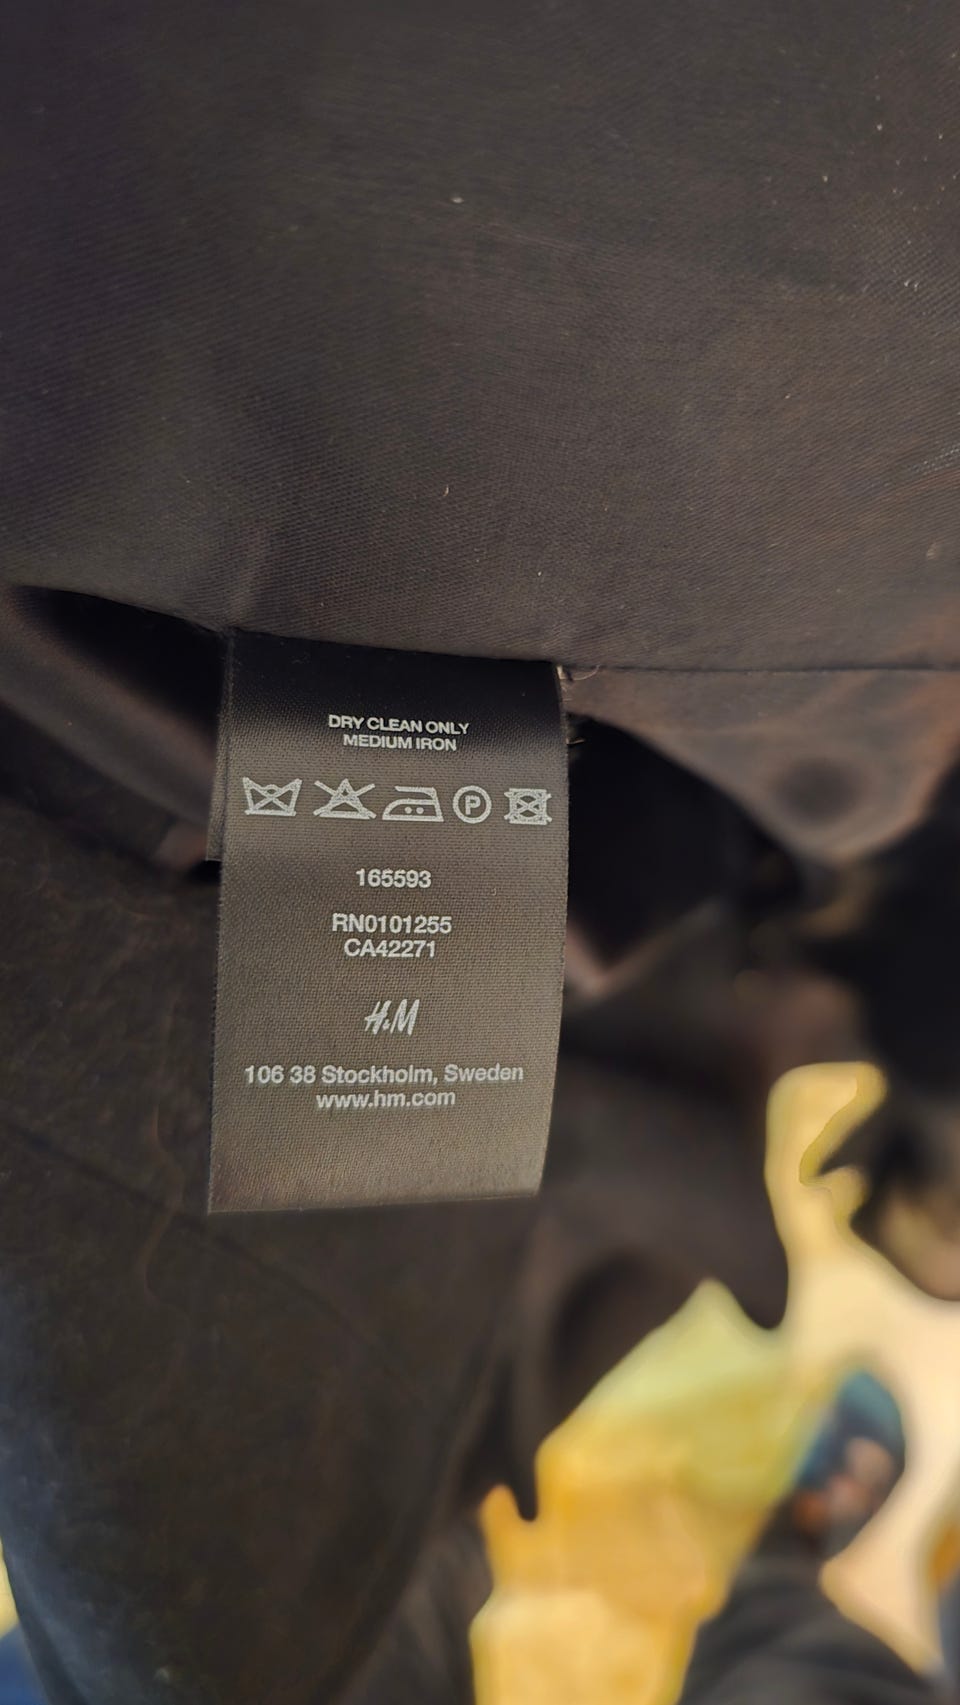 DRY CLEAN ONLY
MEDIUM IRON
P
165593
RN0101255
CA42271
H&M
106 38 Stockholm, Sweden
www.hm.com